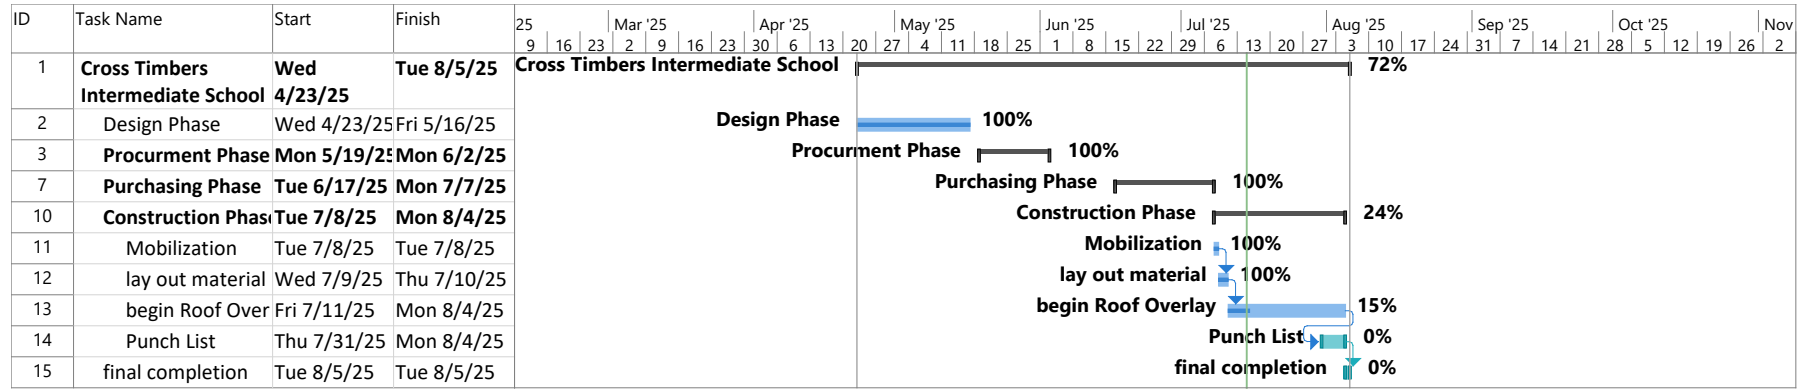 ID Task Name Start Finish 25 Mar '25 Apr '25 May '25 Jun '25 Jul '25 Aug '25 Sep '25 Oct '25 Nov
9 16 23 2 9 16 23 30 6 13 20 27 4 11 18 25 1 8 15 22 29 6 13 20 27 3 10 17 24 31 7 14 21 28 5 12 19 26 2
1 Cross Timbers Wed Tue 8/5/25 Cross Timbers Intermediate School 72%
Intermediate School 4/23/25
2 Design Phase Wed 4/23/25 Fri 5/16/25 Design Phase 100%
3 Procurment Phase Mon 5/19/25 Mon 6/2/25 Procurment Phase 100%
7 Purchasing Phase Tue 6/17/25 Mon 7/7/25 Purchasing Phase 100%
10 Construction Phas Tue 7/8/25 Mon 8/4/25 Construction Phase 24%
11 Mobilization Tue 7/8/25 Tue 7/8/25 Mobilization 100%
12 lay out material Wed 7/9/25 Thu 7/10/25 lay out material 100%
13 begin Roof Over Fri 7/11/25 Mon 8/4/25 begin Roof Overlay 15%
14 Punch List Thu 7/31/25 Mon 8/4/25 Punch List 0%
15 final completion Tue 8/5/25 Tue 8/5/25 final completion 0%